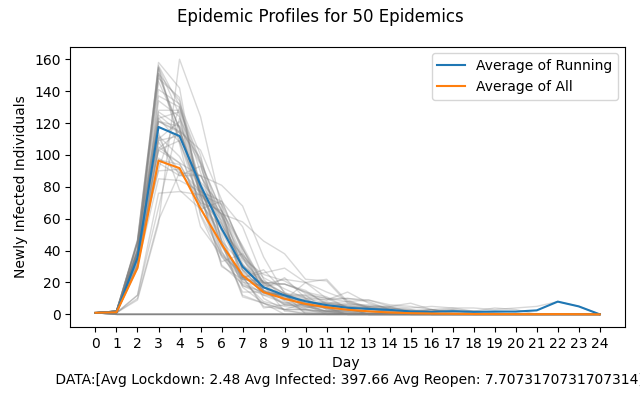 Epidemic Profiles for 50 Epidemics
Newly Infected Individuals
160
140
120
100
80
60
40
20
0
Average of Running
Average of All
0 1 2 3 4 5 6 7 8 9 10 11 12 13 14 15 16 17 18 19 20 21 22 23 24
Day
DATA:[Avg Lockdown: 2.48 Avg Infected: 397.66 Avg Reopen: 7.7073170731707314